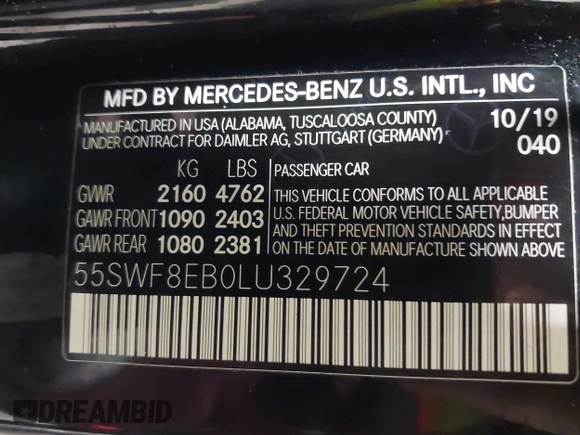 MFD BY MERCEDES-BENZ U.S. INTL., INC
MANUFACTURED IN USA (ALABAMA, TUSCALOOSA COUNTY) 10/19
UNDER CONTRACT FOR DAIMLER AG, STUTTGART (GERMANY) 040
KG LBS PASSENGER CAR
GVWR 2160 4762 THIS VEHICLE CONFORMS TO ALL APPLICABLE
GAWR FRONT 1090 2403 U.S. FEDERAL MOTOR VEHICLE SAFETY, BUMPER
GAWR REAR 1080 2381 AND THEFT PREVENTION STANDARDS IN EFFECT
ON THE DATE OF MANUFACTURE SHOWN ABOVE
55SWF8EB0LU329724
DREAMBID